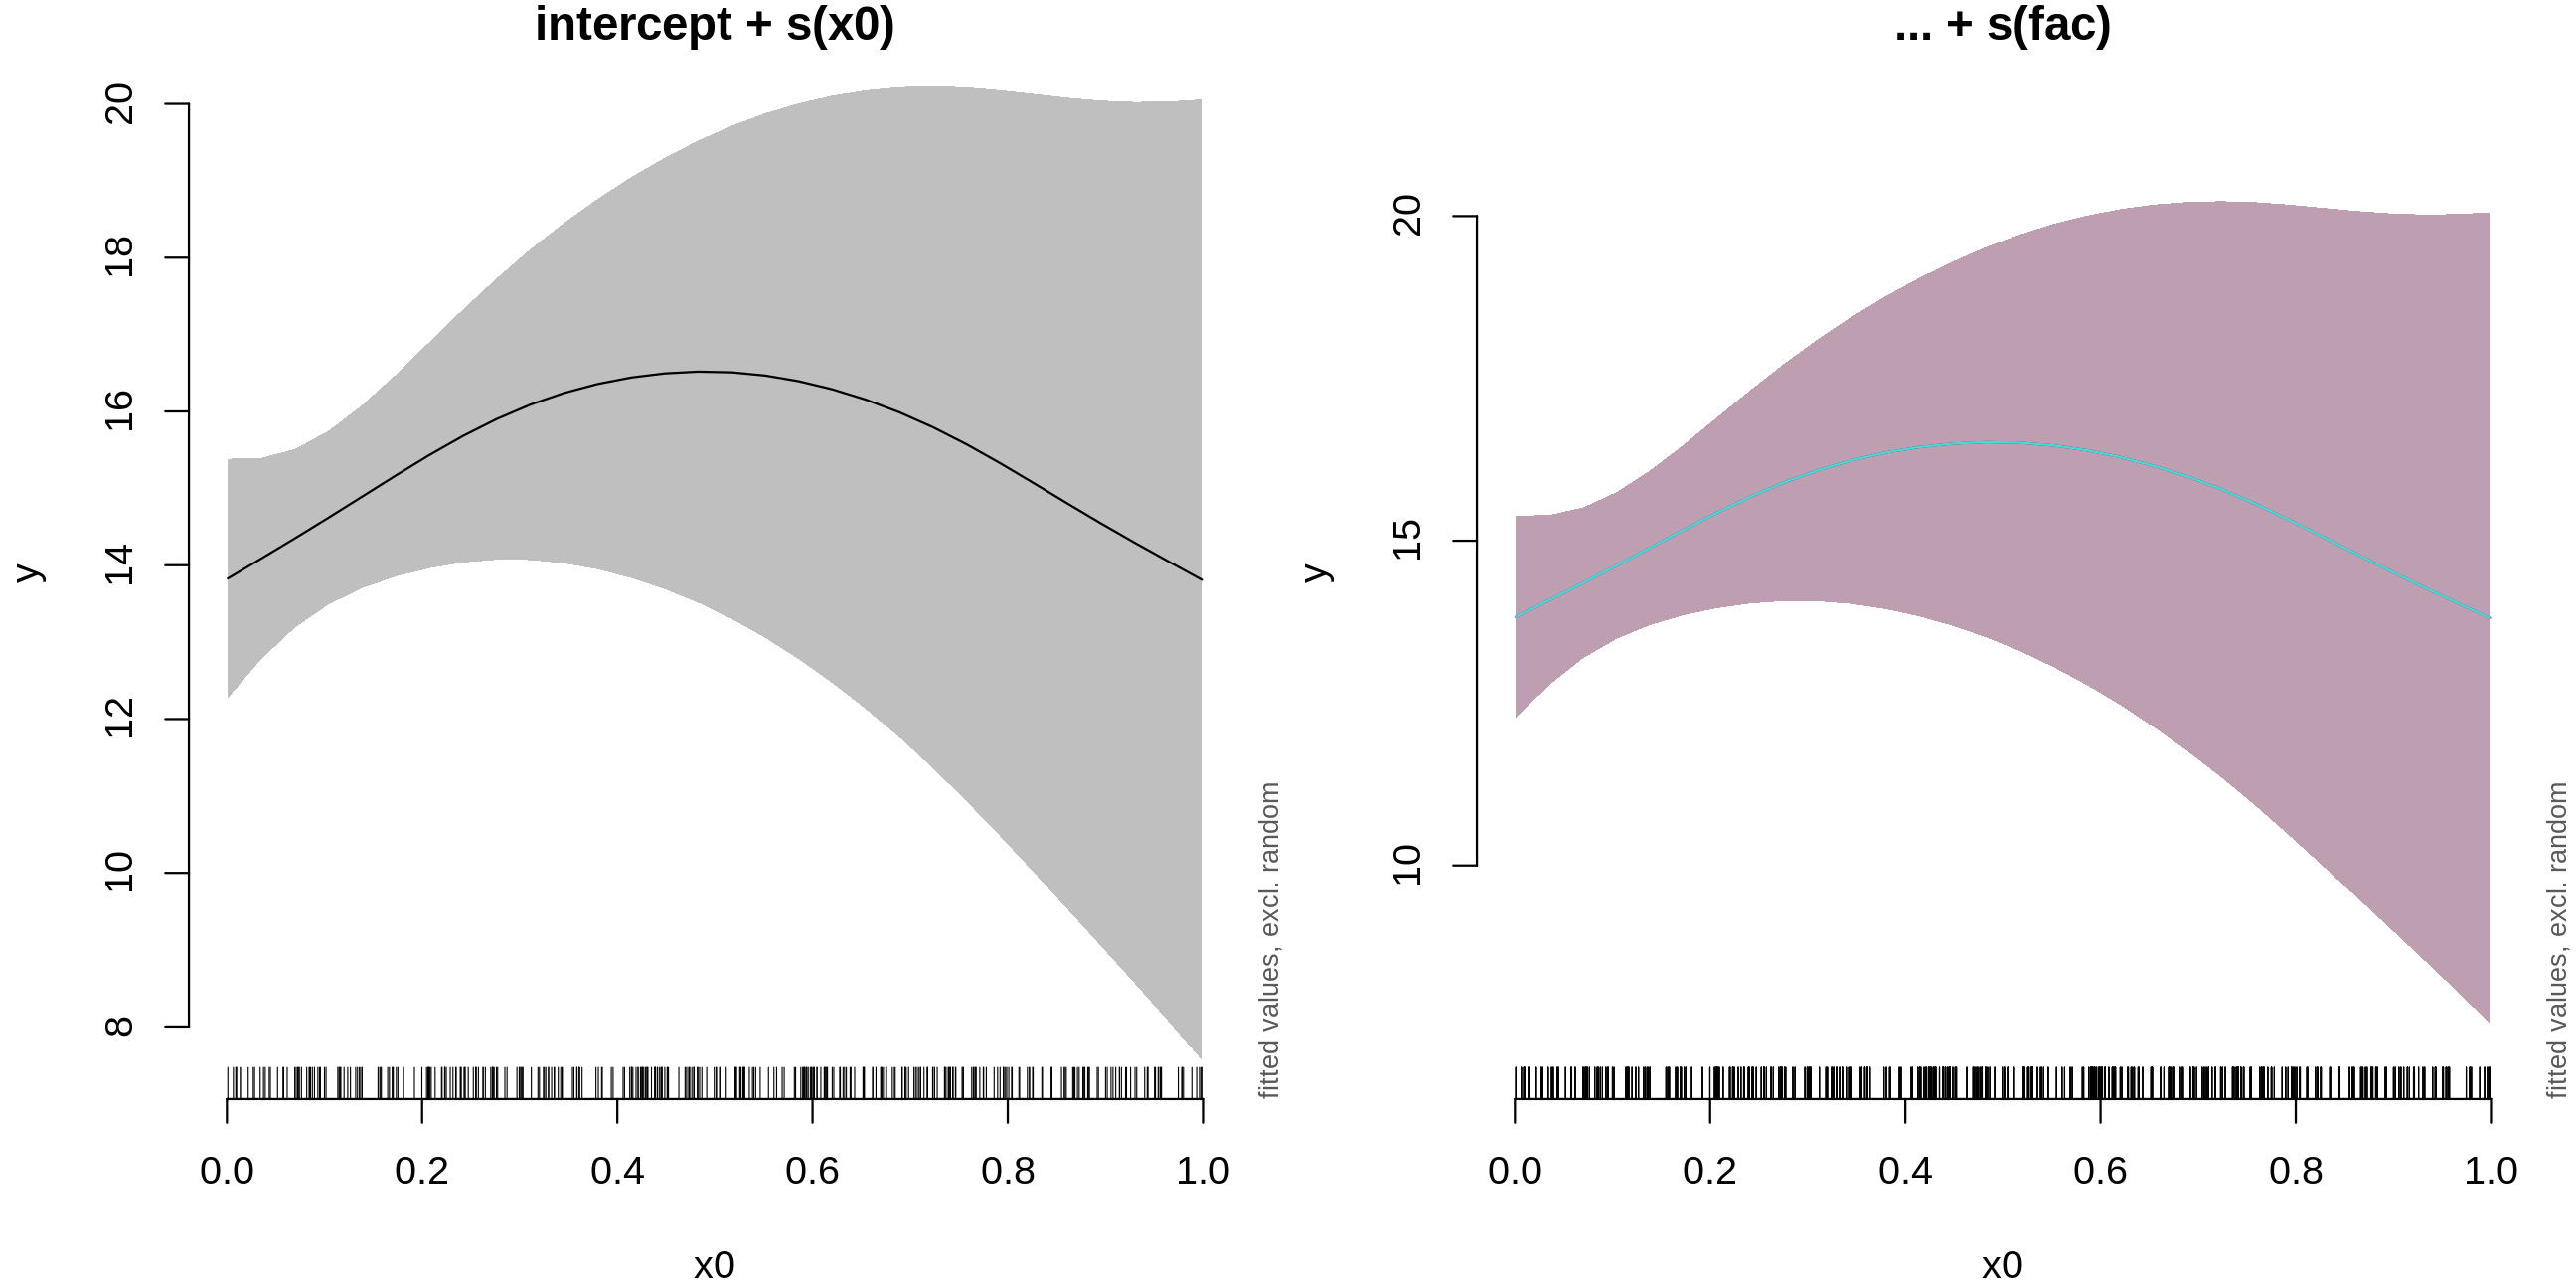 intercept + s(x0)
y
20
18
16
14
12
10
8
0.0 0.2 0.4 0.6 0.8 1.0
x0
fitted values, excl. random
... + s(fac)
y
20
15
10
0.0 0.2 0.4 0.6 0.8 1.0
x0
fitted values, excl. random